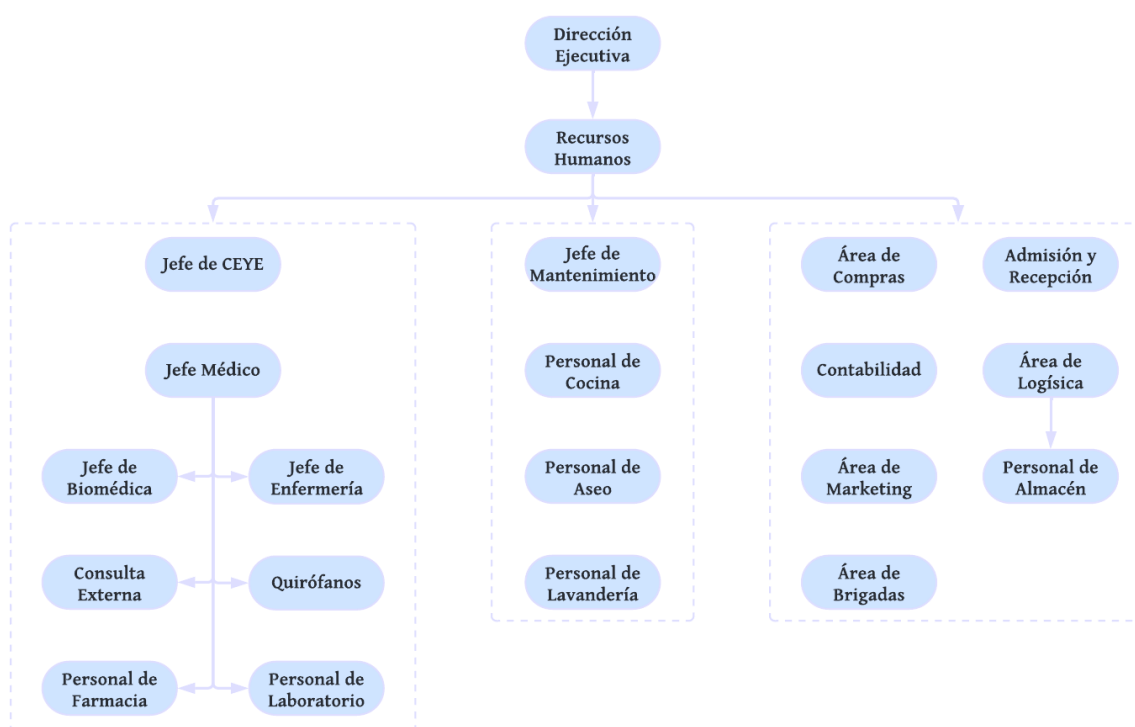 Dirección
Ejecutiva
Recursos
Humanos
Jefe de CEYE
Jefe Médico
Jefe de
Biomédica
Jefe de
Enfermería
Consulta
Externa
Quirófanos
Personal de
Farmacia
Personal de
Laboratorio
Jefe de
Mantenimiento
Personal de
Cocina
Personal de
Aseo
Personal de
Lavandería
Área de
Compras
Admisión y
Recepción
Contabilidad
Área de
Logísica
Área de
Marketing
Personal de
Almacén
Área de
Brigadas